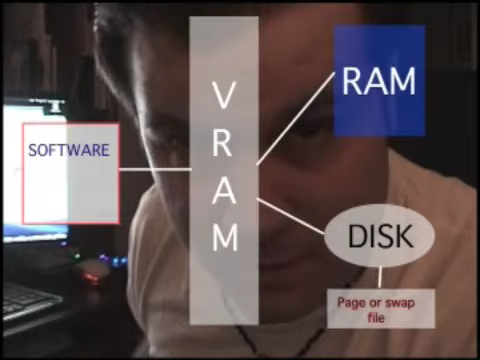 SOFTWARE
V
R
A
M
RAM
DISK
Page or swap
file